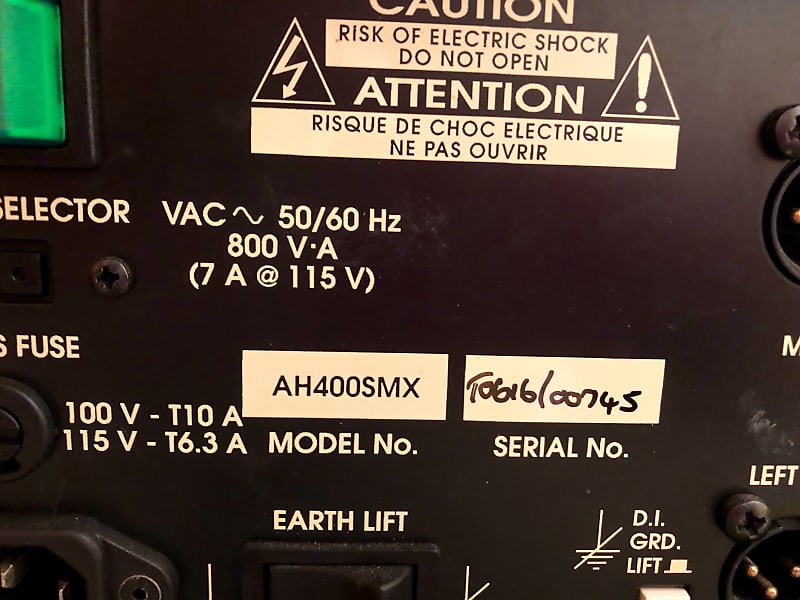 CAUTION
RISK OF ELECTRIC SHOCK
DO NOT OPEN
ATTENTION
RISQUE DE CHOC ELECTRIQUE
NE PAS OUVRIR
SELECTOR
VAC ~ 50/60 Hz
800 V·A
(7 A @ 115 V)
S FUSE
100 V - T10 A
115 V - T6.3 A
AH400SMX
MODEL No.
T0616/00745
SERIAL No.
M
LEFT
EARTH LIFT
D.I.
GRD.
LIFT